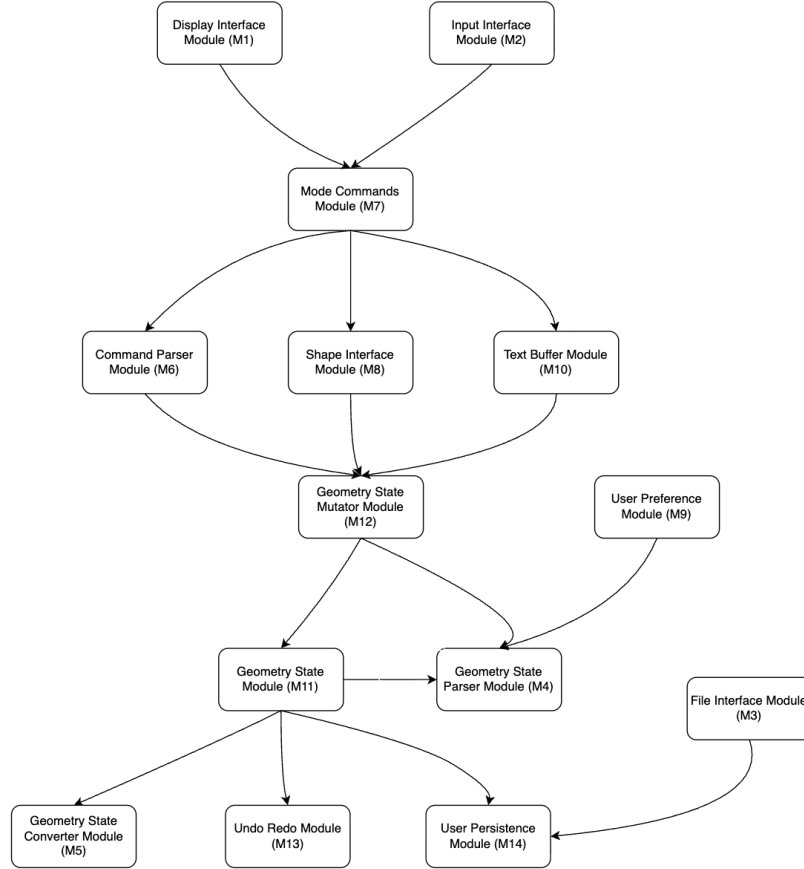 Display Interface
Module (M1)
Input Interface
Module (M2)
Mode Commands
Module (M7)
Command Parser
Module (M6)
Shape Interface
Module (M8)
Text Buffer Module
(M10)
Geometry State
Mutator Module
(M12)
User Preference
Module (M9)
Geometry State
Module (M11)
Geometry State
Parser Module (M4)
File Interface Module
(M3)
Geometry State
Converter Module
(M5)
Undo Redo Module
(M13)
User Persistence
Module (M14)